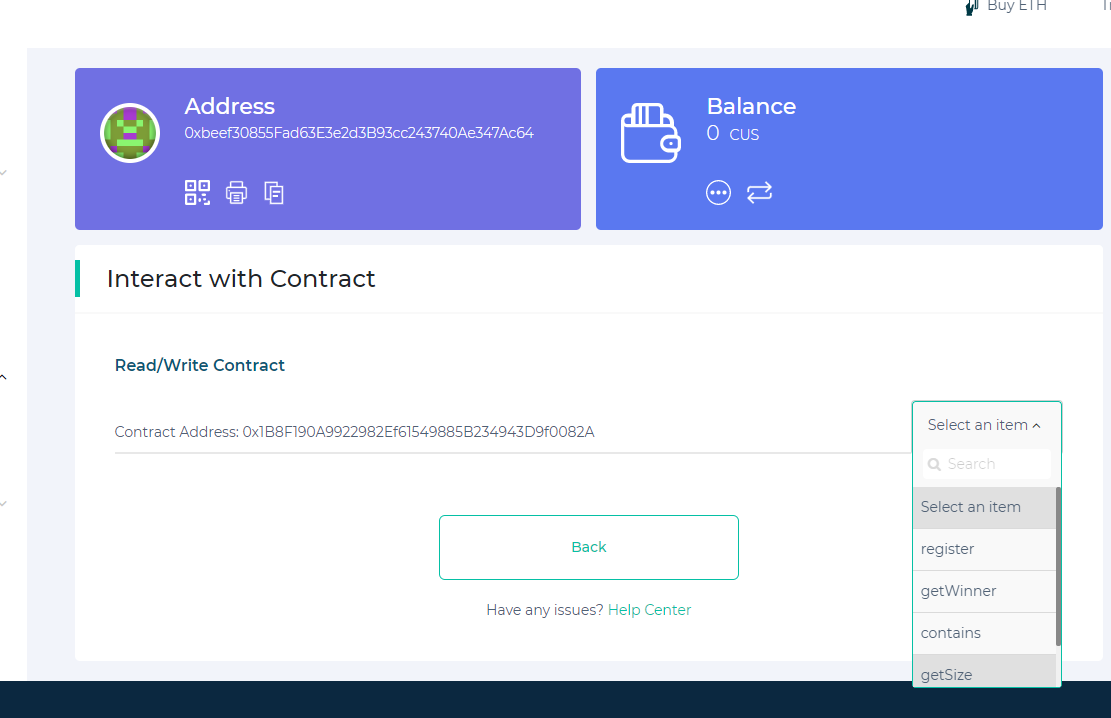 Buy ETH
Address
0xbeef30855Fad63E3e2d3B93cc243740Ae347Ac64
Balance
0 CUS
Interact with Contract
Read/Write Contract
Contract Address: 0x1B8F190A9922982Ef61549885B234943D9f0082A
Select an item
Search
Select an item
register
getWinner
contains
getSize
Back
Have any issues? Help Center